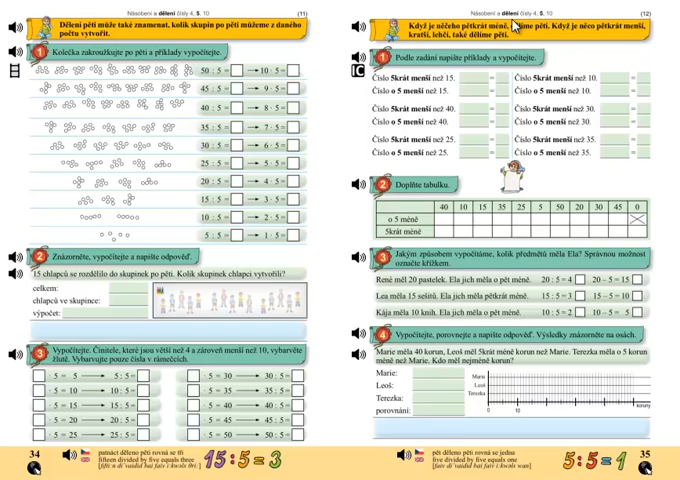 Násobení a dělení čísly 4, 5, 10 (11)
Dělení pěti může také znamenat, kolik skupin po pěti můžeme z daného
počtu vytvořit.
1 Kolečka zakroužkujte po pěti a příklady vypočítejte.
50 : 5 = 10 · 5 =
45 : 5 = 9 · 5 =
40 : 5 = 8 · 5 =
35 : 5 = 7 · 5 =
30 : 5 = 6 · 5 =
25 : 5 = 5 · 5 =
20 : 5 = 4 · 5 =
15 : 5 = 3 · 5 =
10 : 5 = 2 · 5 =
5 : 5 = 1 · 5 =
2 Znázorněte, vypočítejte a napište odpověď.
15 chlapců se rozdělilo do skupinek po pěti. Kolik skupinek chlapci vytvořili?
celkem:
chlapců ve skupince:
výpočet:
3 Vypočítejte. Činitele, které jsou větší než 4 a zároveň menší než 10, vybarvěte
žlutě. Vybarvujte pouze čísla v rámečcích.
· 5 = 5 5 : 5 = · 5 = 30 30 : 5 =
· 5 = 10 10 : 5 = · 5 = 35 35 : 5 =
· 5 = 15 15 : 5 = · 5 = 40 40 : 5 =
· 5 = 20 20 : 5 = · 5 = 45 45 : 5 =
· 5 = 25 25 : 5 = · 5 = 50 50 : 5 =
34
patnáct děleno pěti rovná se tři
fifteen divided by five equals three
15 : 5 = 3
Násobení a dělení čísly 4, 5, 10 (12)
Když je něčeho pětkrát méně, dělíme pěti. Když je něco pětkrát menší,
kratší, lehčí, také dělíme pěti.
1 Podle zadání napište příklady a vypočítejte.
Číslo 5krát menší než 15. = Číslo 5krát menší než 10. =
Číslo o 5 menší než 15. = Číslo o 5 menší než 10. =
Číslo 5krát menší než 40. = Číslo 5krát menší než 30. =
Číslo o 5 menší než 40. = Číslo o 5 menší než 30. =
Číslo 5krát menší než 25. = Číslo 5krát menší než 35. =
Číslo o 5 menší než 25. = Číslo o 5 menší než 35. =
2 Doplňte tabulku.
40 10 15 35 25 5 50 20 30 45 0
o 5 méně
5krát méně
3 Jakým způsobem vypočítáme, kolik předmětů měla Ela? Správnou možnost
označte křížkem.
René měl 20 pastelek. Ela jich měla o pět méně. 20 : 5 = 4 20 – 5 = 15
Lea měla 15 sešitů. Ela jich měla pětkrát méně. 15 : 5 = 3 15 – 5 = 10
Kája měla 10 knih. Ela jich měla o pět méně. 10 : 5 = 2 10 – 5 = 5
4 Vypočítejte, porovnejte a napište odpověď. Výsledky znázorněte na osách.
Marie měla 40 korun, Leoš měl 5krát méně korun než Marie. Terezka měla o 5 korun
méně než Marie. Kdo měl nejméně korun?
Marie:
Leoš:
Terezka:
porovnání:
Marie
Leoš
Terezka
0 10 koruny
pět děleno pěti rovná se jedna
five divided by five equals one
5 : 5 = 1
35